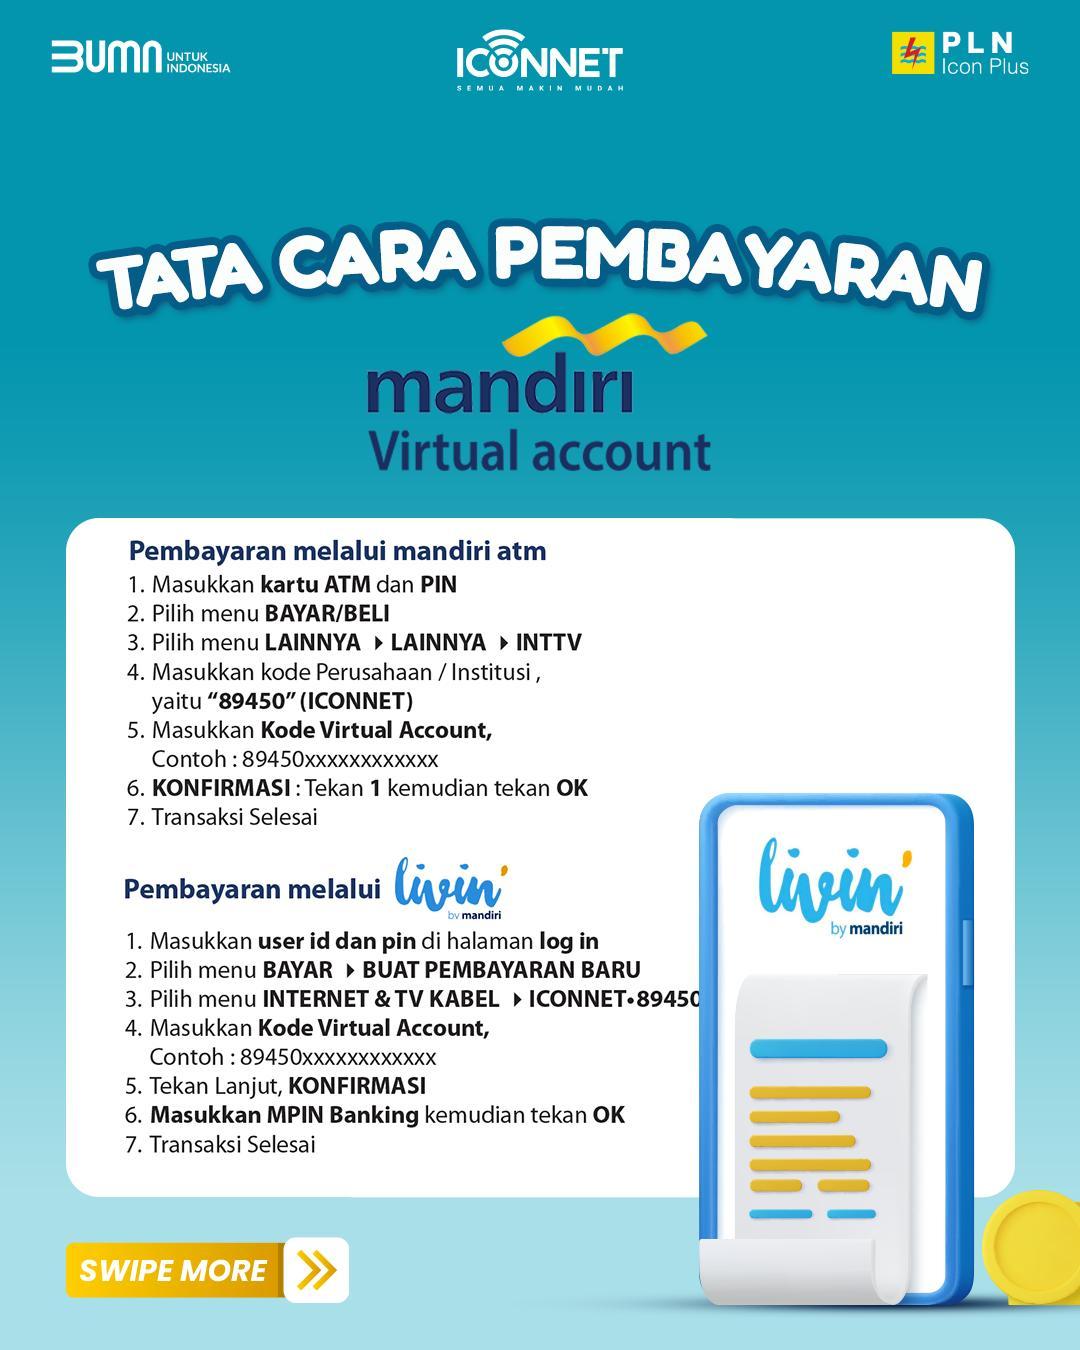 BUMN UNTUK INDONESIA
ICONNET
SEMUA MAKIN MUDAH
PLN
Icon Plus
TATA CARA PEMBAYARAN
mandiri
Virtual account
Pembayaran melalui mandiri atm
1. Masukkan kartu ATM dan PIN
2. Pilih menu BAYAR/BELI
3. Pilih menu LAINNYA ▸ LAINNYA ▸ INTTV
4. Masukkan kode Perusahaan / Institusi ,
yaitu “89450” (ICONNET)
5. Masukkan Kode Virtual Account,
Contoh : 89450xxxxxxxxxxxx
6. KONFIRMASI : Tekan 1 kemudian tekan OK
7. Transaksi Selesai
Pembayaran melalui livin'
by mandiri
1. Masukkan user id dan pin di halaman log in
2. Pilih menu BAYAR ▸ BUAT PEMBAYARAN BARU
3. Pilih menu INTERNET & TV KABEL ▸ ICONNET•89450
4. Masukkan Kode Virtual Account,
Contoh : 89450xxxxxxxxxxxx
5. Tekan Lanjut, KONFIRMASI
6. Masukkan MPIN Banking kemudian tekan OK
7. Transaksi Selesai
livin'
by mandiri
SWIPE MORE